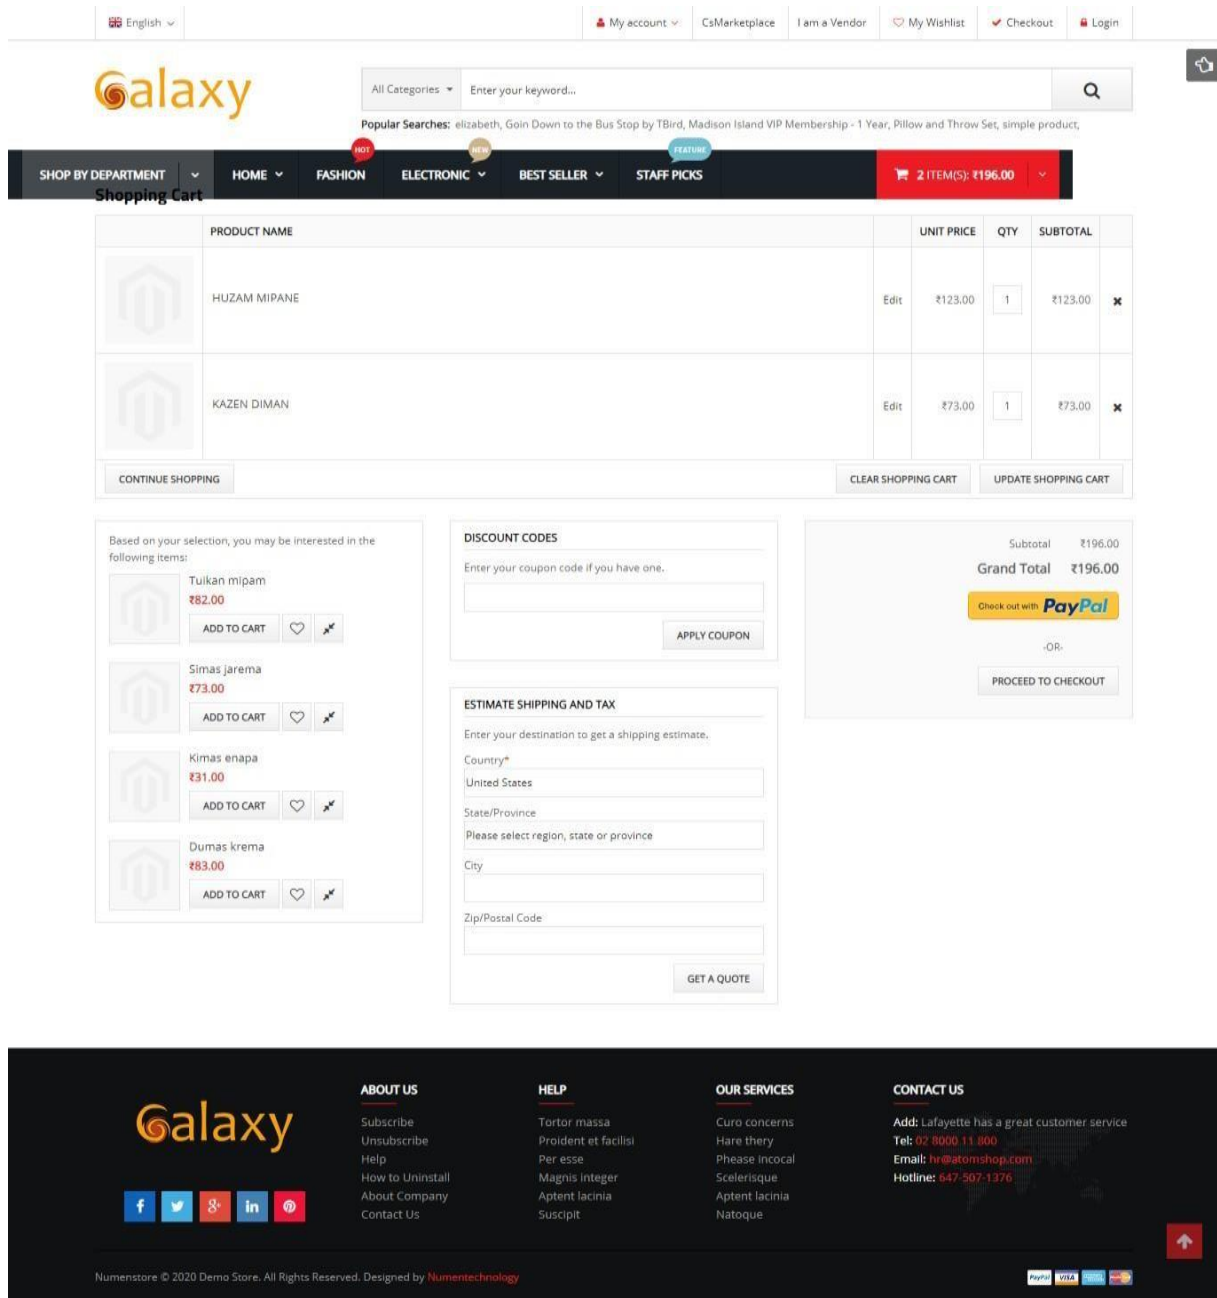 English
My account
CsMarketplace
I am a Vendor
My Wishlist
Checkout
Login
Galaxy
All Categories
Enter your keyword...
Popular Searches: elizabeth, Goin Down to the Bus Stop by TBird, Madison Island VIP Membership - 1 Year, Pillow and Throw Set, simple product,
HOT
NEW
FEATURE
SHOP BY DEPARTMENT
HOME
FASHION
ELECTRONIC
BEST SELLER
STAFF PICKS
2 ITEM(S): ₹196.00
Shopping Cart
PRODUCT NAME UNIT PRICE QTY SUBTOTAL
HUZAM MIPANE Edit ₹123.00 1 ₹123.00
KAZEN DIMAN Edit ₹73.00 1 ₹73.00
CONTINUE SHOPPING
CLEAR SHOPPING CART
UPDATE SHOPPING CART
Based on your selection, you may be interested in the
following items:
Tuikan mipam
₹82.00
ADD TO CART
Simas jarema
₹73.00
ADD TO CART
Kimas enapa
₹31.00
ADD TO CART
Dumas krema
₹83.00
ADD TO CART
DISCOUNT CODES
Enter your coupon code if you have one.
APPLY COUPON
ESTIMATE SHIPPING AND TAX
Enter your destination to get a shipping estimate.
Country*
United States
State/Province
Please select region, state or province
City
Zip/Postal Code
GET A QUOTE
Subtotal ₹196.00
Grand Total ₹196.00
Check out with PayPal
-OR-
PROCEED TO CHECKOUT
Galaxy
f
8+
in
ABOUT US
Subscribe
Unsubscribe
Help
How to Uninstall
About Company
Contact Us
HELP
Tortor massa
Proident et facilisi
Per esse
Magnis integer
Aptent lacinia
Suscipit
OUR SERVICES
Curo concerns
Hare thery
Phease incocal
Scelerisque
Aptent lacinia
Natoque
CONTACT US
Add: Lafayette has a great customer service
Tel: 02 8000 11 800
Email: hr@atomshop.com
Hotline: 647-507-1376
Numenstore © 2020 Demo Store. All Rights Reserved. Designed by Numentechnology
PayPal VISA